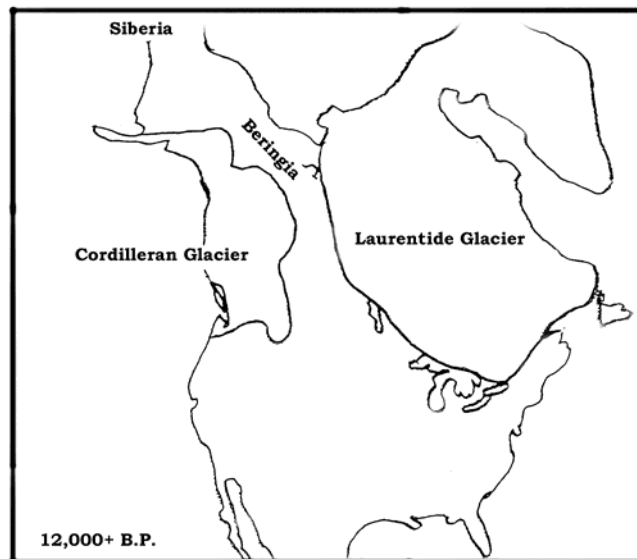 Siberia
Beringia
Cordilleran Glacier
Laurentide Glacier
12,000+ B.P.